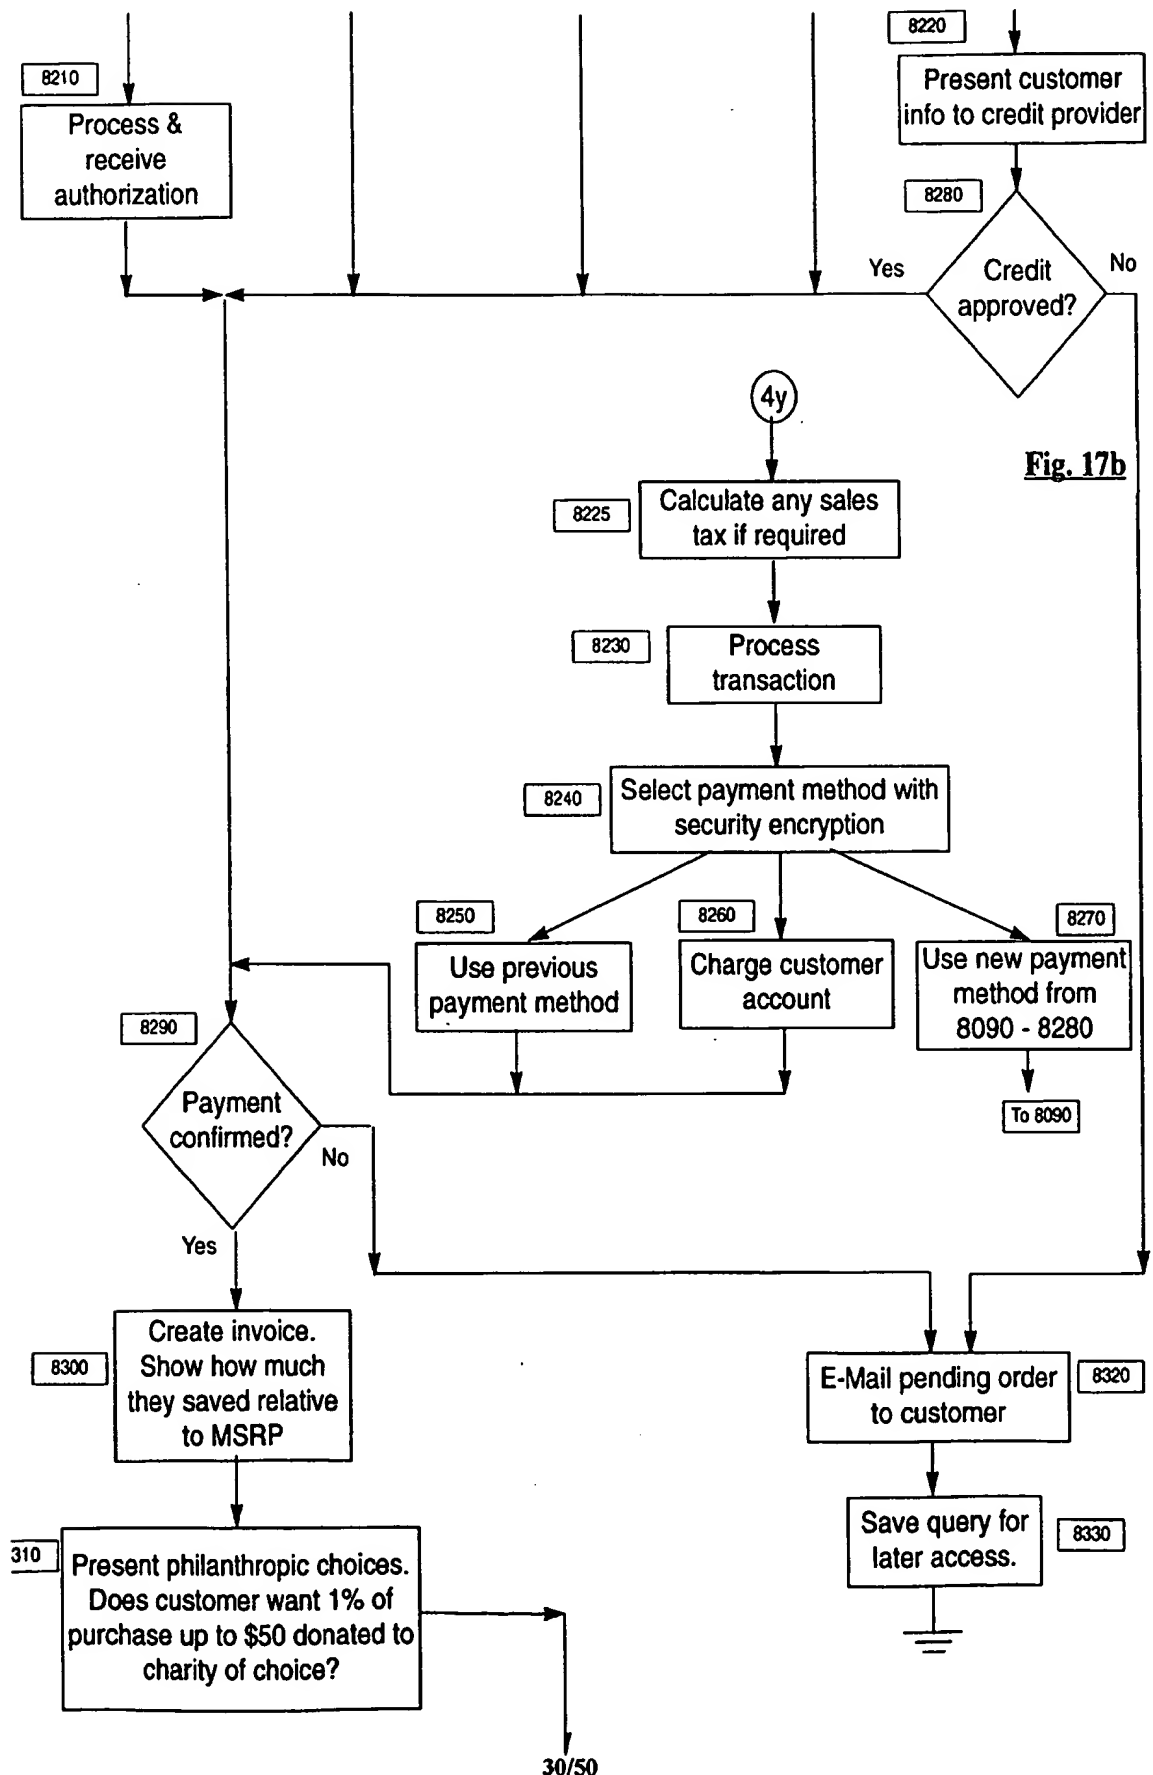 8220
8210
Present customer
info to credit provider
Process &
receive
authorization
8280
Yes
Credit
approved?
No
4y
Fig. 17b
8225
Calculate any sales
tax if required
8230
Process
transaction
8240
Select payment method with
security encryption
8250
8260
8270
Use previous
payment method
Charge customer
account
Use new payment
method from
8090 - 8280
8290
Payment
confirmed?
To 8090
No
Yes
8300
Create invoice.
Show how much
they saved relative
to MSRP
E-Mail pending order
to customer
8320
310
Present philanthropic choices.
Does customer want 1% of
purchase up to $50 donated to
charity of choice?
Save query for
later access.
8330
30/50